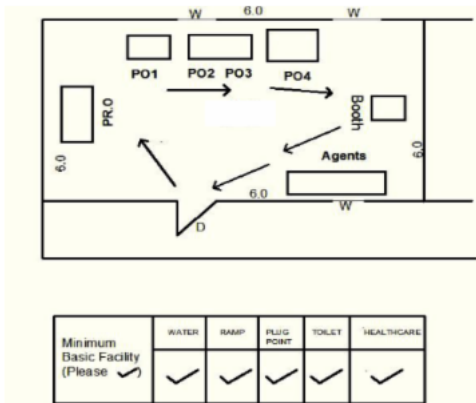 W 6.0 W
PO1 PO2 PO3 PO4
PR.O
Booth
6.0
6.0
Agents
6.0
W
D
WATER RAMP PLUG POINT TOILET HEALTHCARE
Minimum
Basic Facility
(Please ✓)
✓ ✓ ✓ ✓ ✓